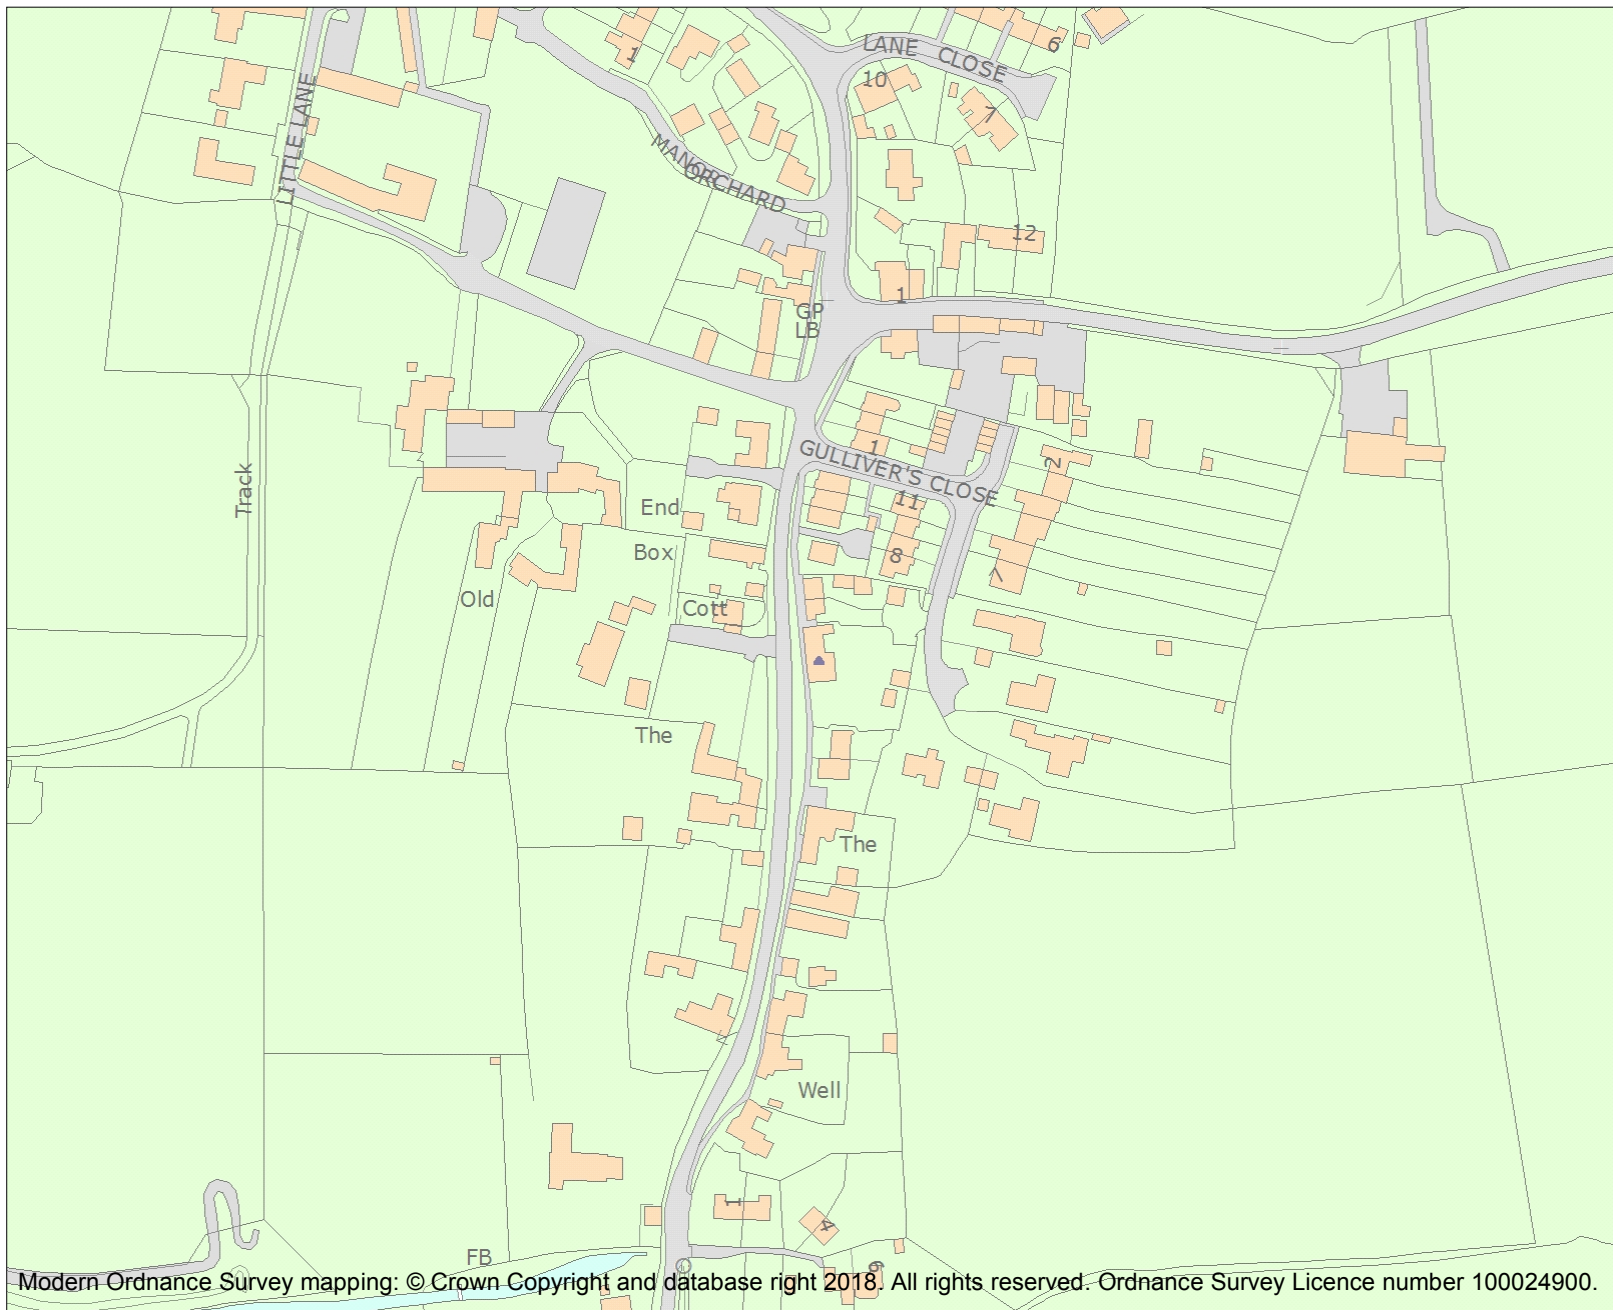 LANE CLOSE
6
1
10
7
LITTLE LANE
MANOR
ORCHARD
12
1
GP
LB
1
GULLIVER'S CLOSE
2
Track
End
11
Box
8
7
Old
Cott
The
The
Well
1
4
FB
6
Modern Ordnance Survey mapping: © Crown Copyright and database right 2018. All rights reserved. Ordnance Survey Licence number 100024900.